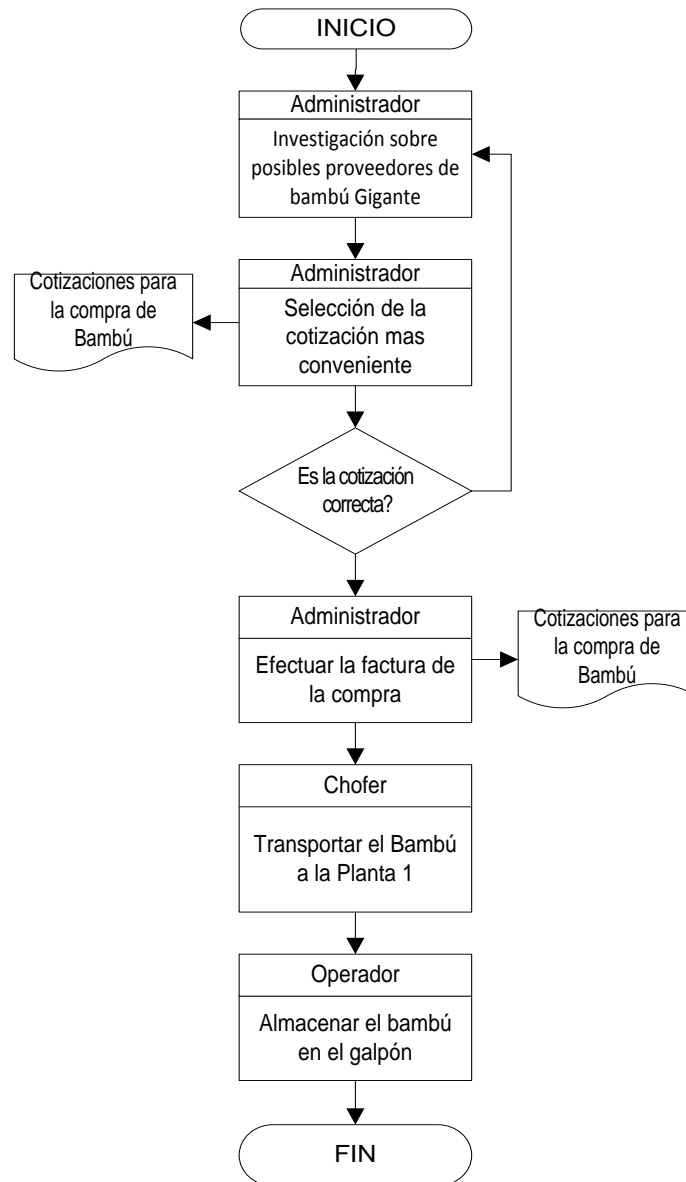 INICIO
Administrador
Investigación sobre
posibles proveedores de
bambú Gigante
Administrador
Selección de la
cotización mas
conveniente
Cotizaciones para
la compra de
Bambú
Es la cotización
correcta?
Administrador
Efectuar la factura de
la compra
Cotizaciones para
la compra de
Bambú
Chofer
Transportar el Bambú
a la Planta 1
Operador
Almacenar el bambú
en el galpón
FIN